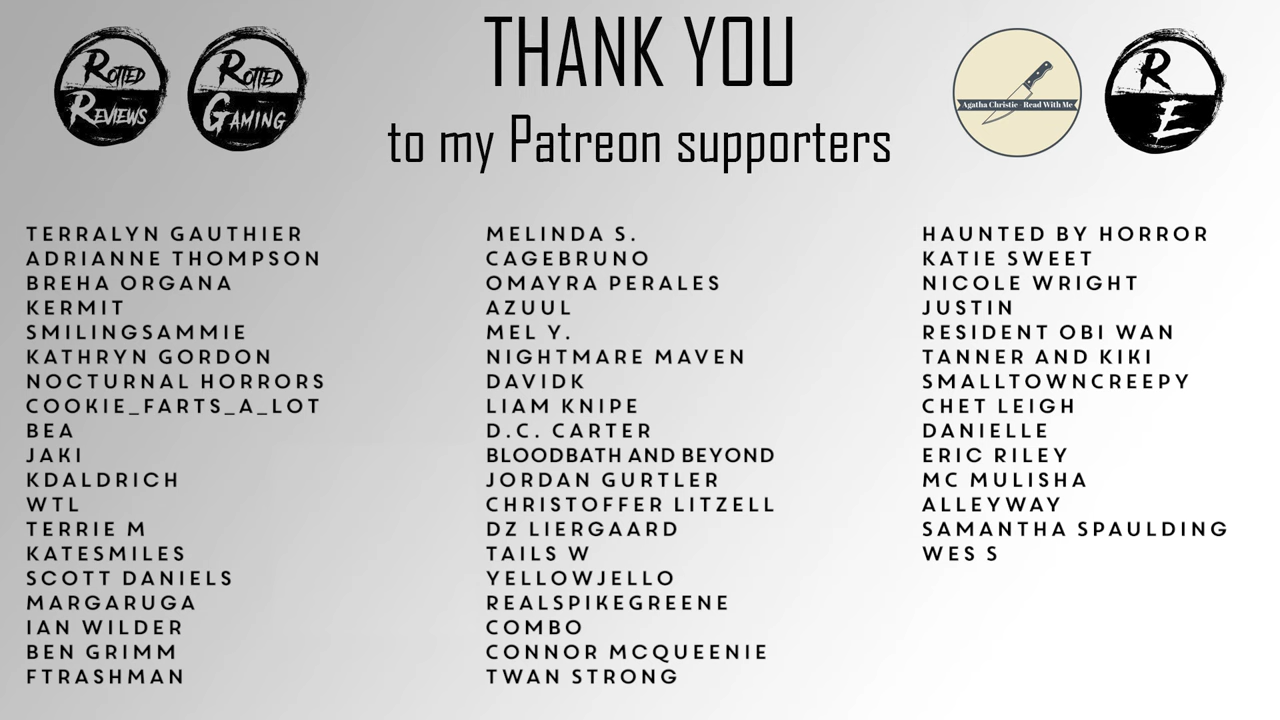 THANK YOU
to my Patreon supporters
ROTTED
REVIEWS
ROTTED
GAMING
Agatha Christie - Read With Me
R
E
TERRALYN GAUTHIER
ADRIANNE THOMPSON
BREHA ORGANA
KERMIT
SMILINGSAMMIE
KATHRYN GORDON
NOCTURNAL HORRORS
COOKIE_FARTS_A_LOT
BEA
JAKI
KDALDRICH
WTL
TERRIE M
KATESMILES
SCOTT DANIELS
MARGARUGA
IAN WILDER
BEN GRIMM
FTRASHMAN
MELINDA S.
CAGEBRUNO
OMAYRA PERALES
AZUUL
MEL Y.
NIGHTMARE MAVEN
DAVIDK
LIAM KNIPE
D.C. CARTER
BLOODBATH AND BEYOND
JORDAN GURTLER
CHRISTOFFER LITZELL
DZ LIERGAARD
TAILS W
YELLOWJELLO
REALSPIKEGREENE
COMBO
CONNOR MCQUEENIE
TWAN STRONG
HAUNTED BY HORROR
KATIE SWEET
NICOLE WRIGHT
JUSTIN
RESIDENT OBI WAN
TANNER AND KIKI
SMALLTOWNCREEPY
CHET LEIGH
DANIELLE
ERIC RILEY
MC MULISHA
ALLEYWAY
SAMANTHA SPAULDING
WES S